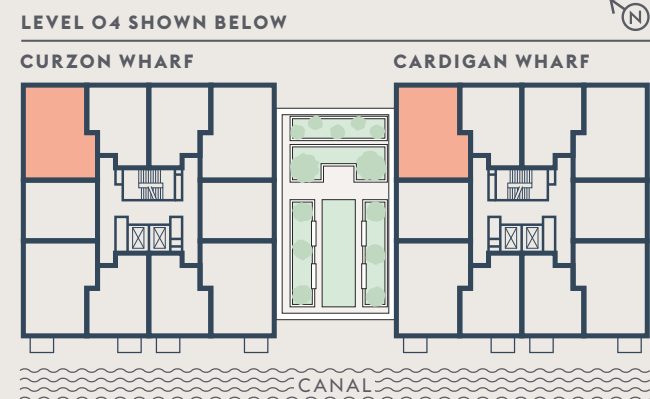 LEVEL 04 SHOWN BELOW
N
CURZON WHARF
CARDIGAN WHARF
CANAL